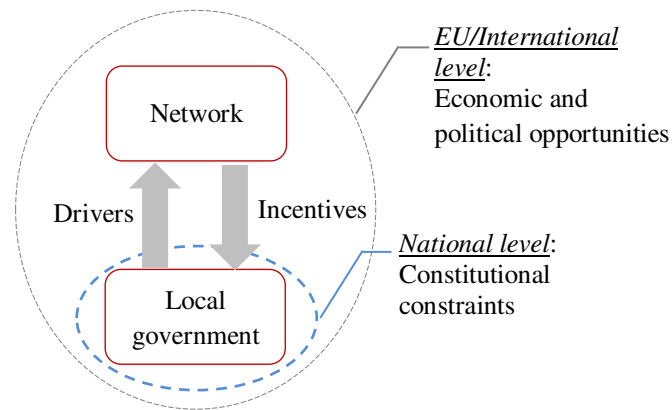 EU/International
level:
Economic and
political opportunities
Network
Drivers
Incentives
National level:
Constitutional
constraints
Local
government